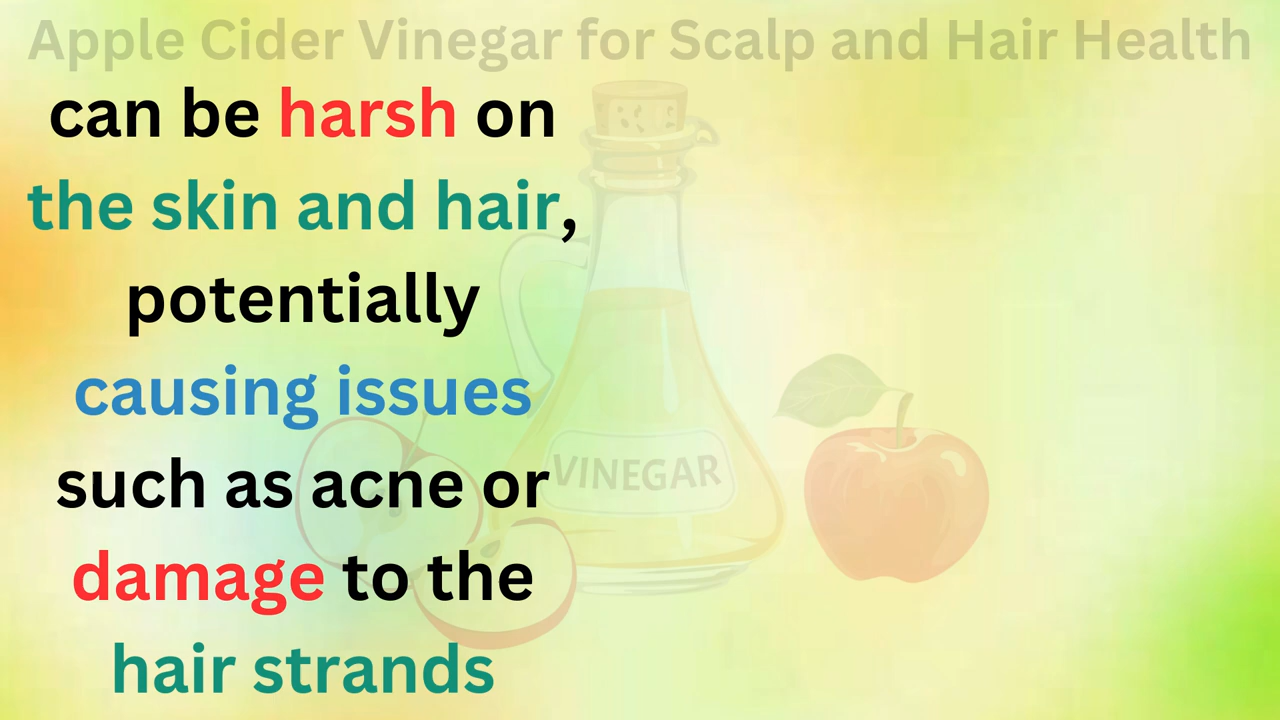 Apple Cider Vinegar for Scalp and Hair Health
can be harsh on
the skin and hair,
potentially
causing issues
such as acne or
damage to the
hair strands
VINEGAR